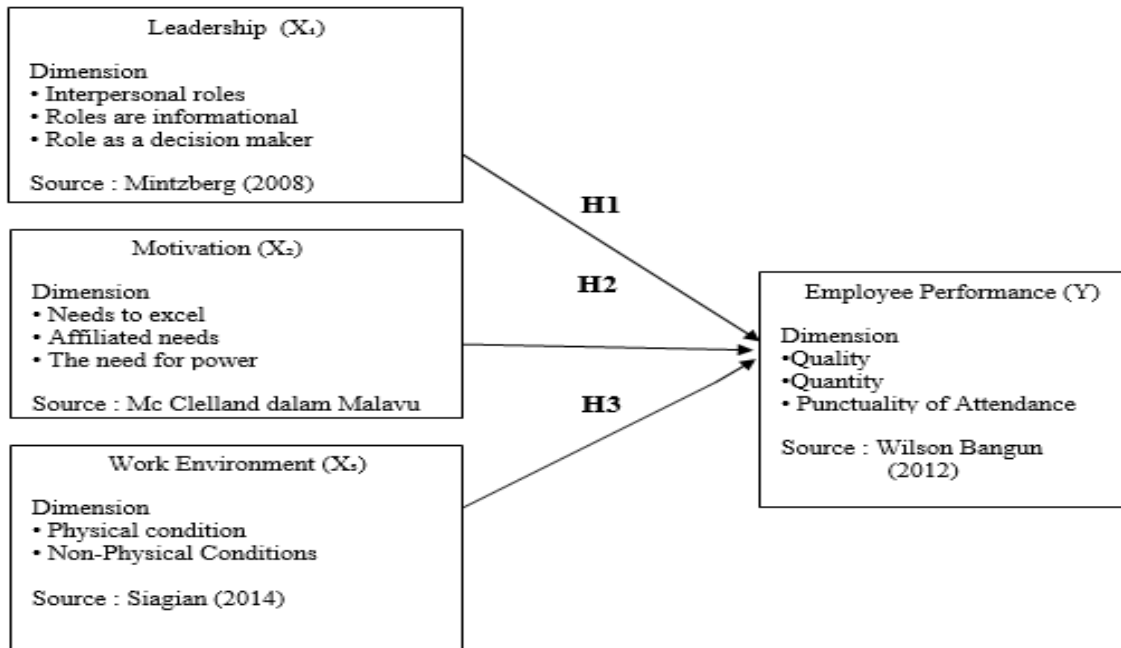 Leadership (X₁)
Dimension
• Interpersonal roles
• Roles are informational
• Role as a decision maker
Source : Mintzberg (2008)
Motivation (X₂)
Dimension
• Needs to excel
• Affiliated needs
• The need for power
Source : Mc Clelland dalam Malavu
Work Environment (X₃)
Dimension
• Physical condition
• Non-Physical Conditions
Source : Siagian (2014)
H1
H2
H3
Employee Performance (Y)
Dimension
•Quality
•Quantity
• Punctuality of Attendance
Source : Wilson Bangun
(2012)